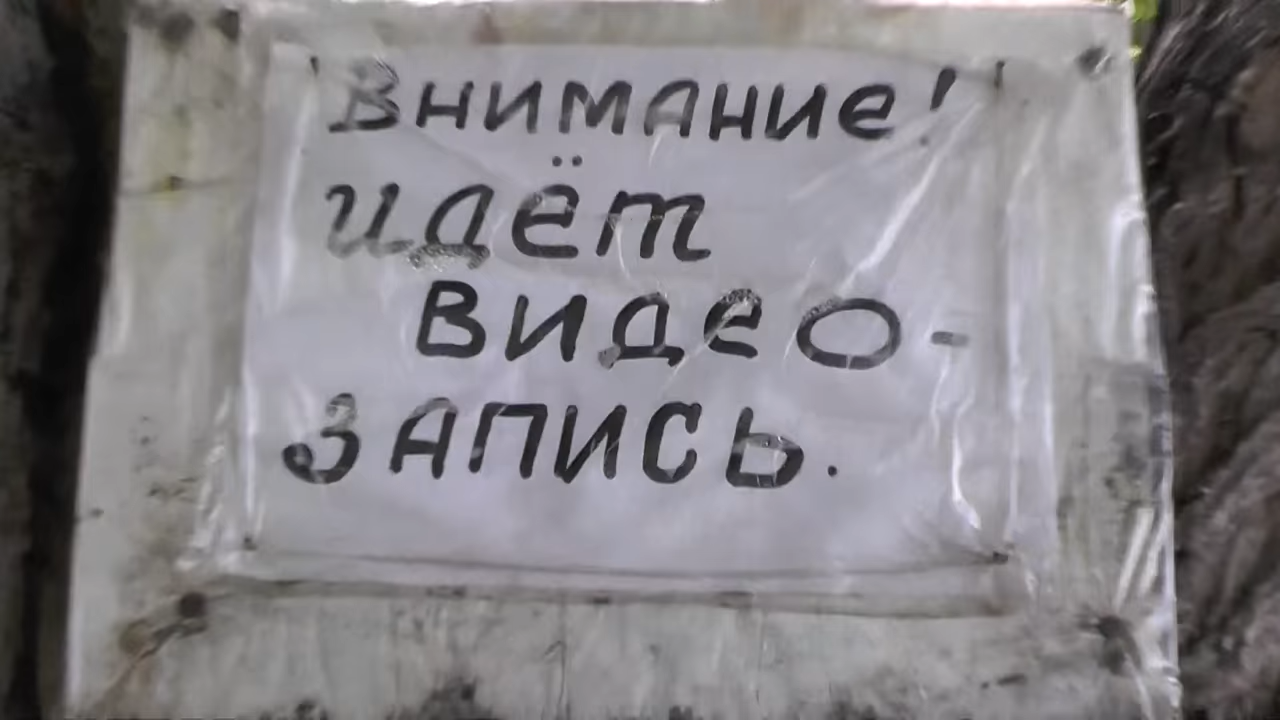 Внимание!
идёт
видео-
запись.